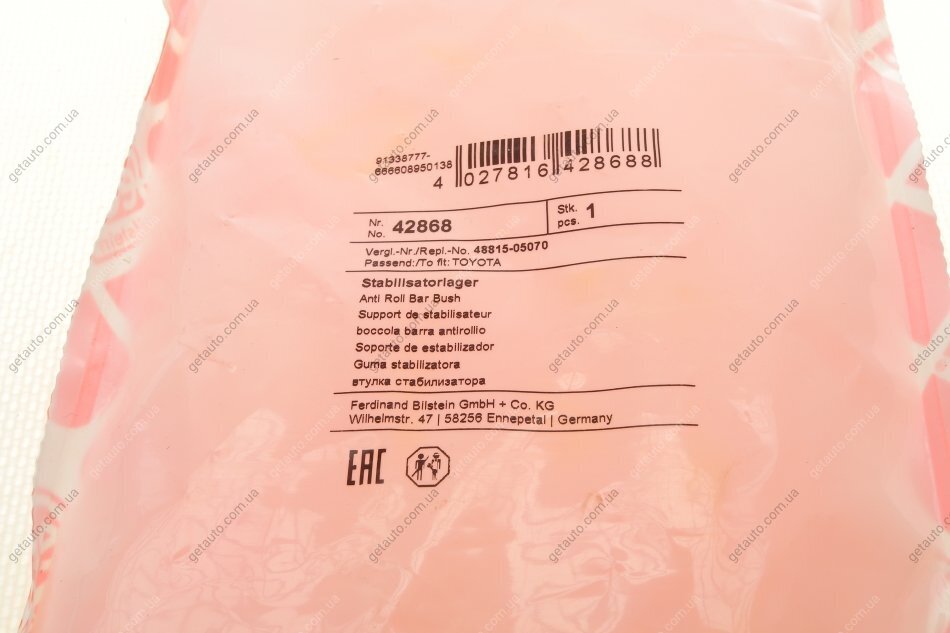 91338777-
666608950138
4 027816 428688
Nr.
No. 42868
Stk.
pcs. 1
Vergl.-Nr./Repl.-No. 48815-05070
Passend:/To fit: TOYOTA
Stabilisatorlager
Anti Roll Bar Bush
Support de stabilisateur
boccola barra antirollio
Soporte de estabilizador
Guma stabilizatora
втулка стабилизатора
Ferdinand Bilstein GmbH + Co. KG
Wilhelmstr. 47 | 58256 Ennepetal | Germany
EAC
getauto.com.ua